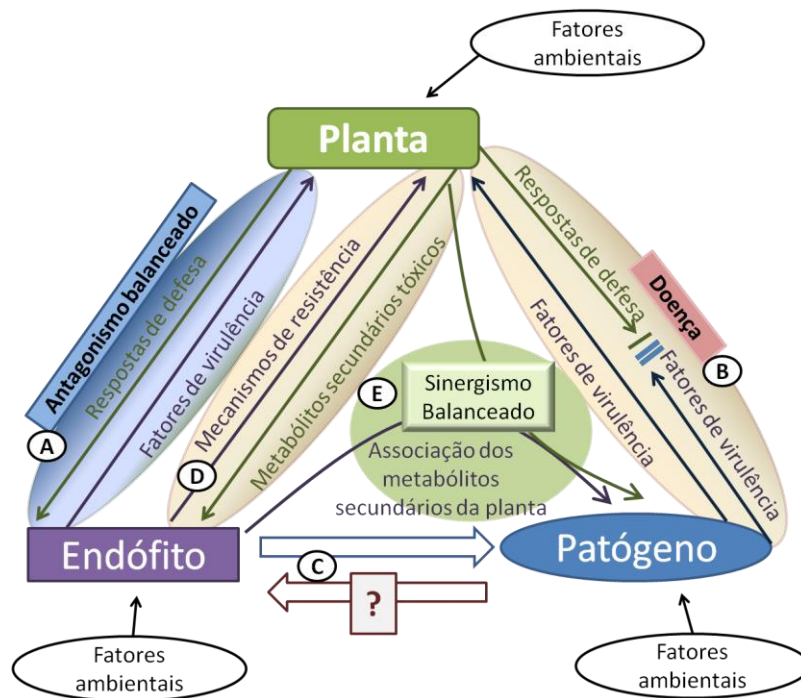 Fatores
ambientais
Planta
Antagonismo balanceado
Respostas de defesa
Fatores de virulência
A
Mecanismos de resistência
Metabólitos secundários tóxicos
D
E
Sinergismo
Balanceado
Associação dos
metabólitos
secundários da planta
Respostas de defesa
Doença
B
Fatores de virulência
Fatores de virulência
Endófito
C
?
Patógeno
Fatores
ambientais
Fatores
ambientais